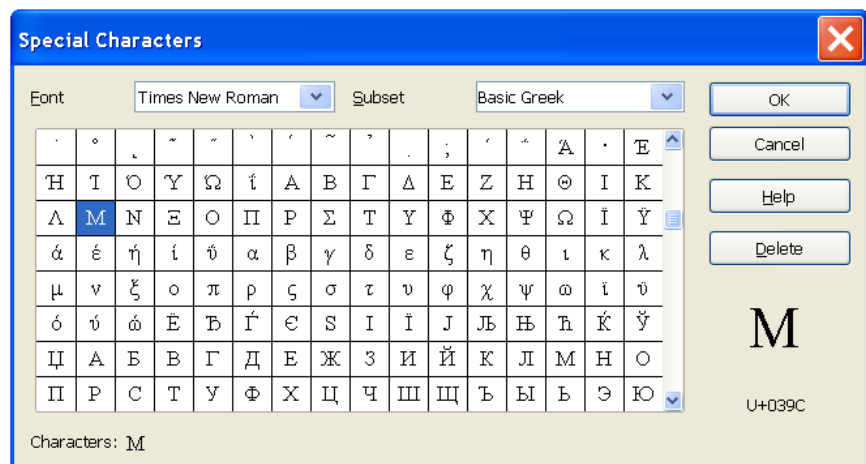 Special Characters
Font Times New Roman Subset Basic Greek OK
˙ ˚ ˛ ˜ ˝ ; ΄ ΅ Ά · Έ Cancel
Ή Ί Ό Ύ Ώ ΐ Α Β Γ Δ Ε Ζ Η Θ Ι Κ Help
Λ Μ Ν Ξ Ο Π Ρ Σ Τ Υ Φ Χ Ψ Ω Ϊ Ϋ
ά έ ή ί ΰ α β γ δ ε ζ η θ ι κ λ Delete
μ ν ξ ο π ρ ς σ τ υ φ χ ψ ω ϊ ϋ
ό ύ ώ Ё Ђ Ѓ Є Ѕ І Ї Ј Љ Њ Ћ Ќ Ў
Џ А Б В Г Д Е Ж З И Й К Л М Н О
П Р С Т У Ф Х Ц Ч Ш Щ Ъ Ы Ь Э Ю
Μ
U+039C
Characters: Μ